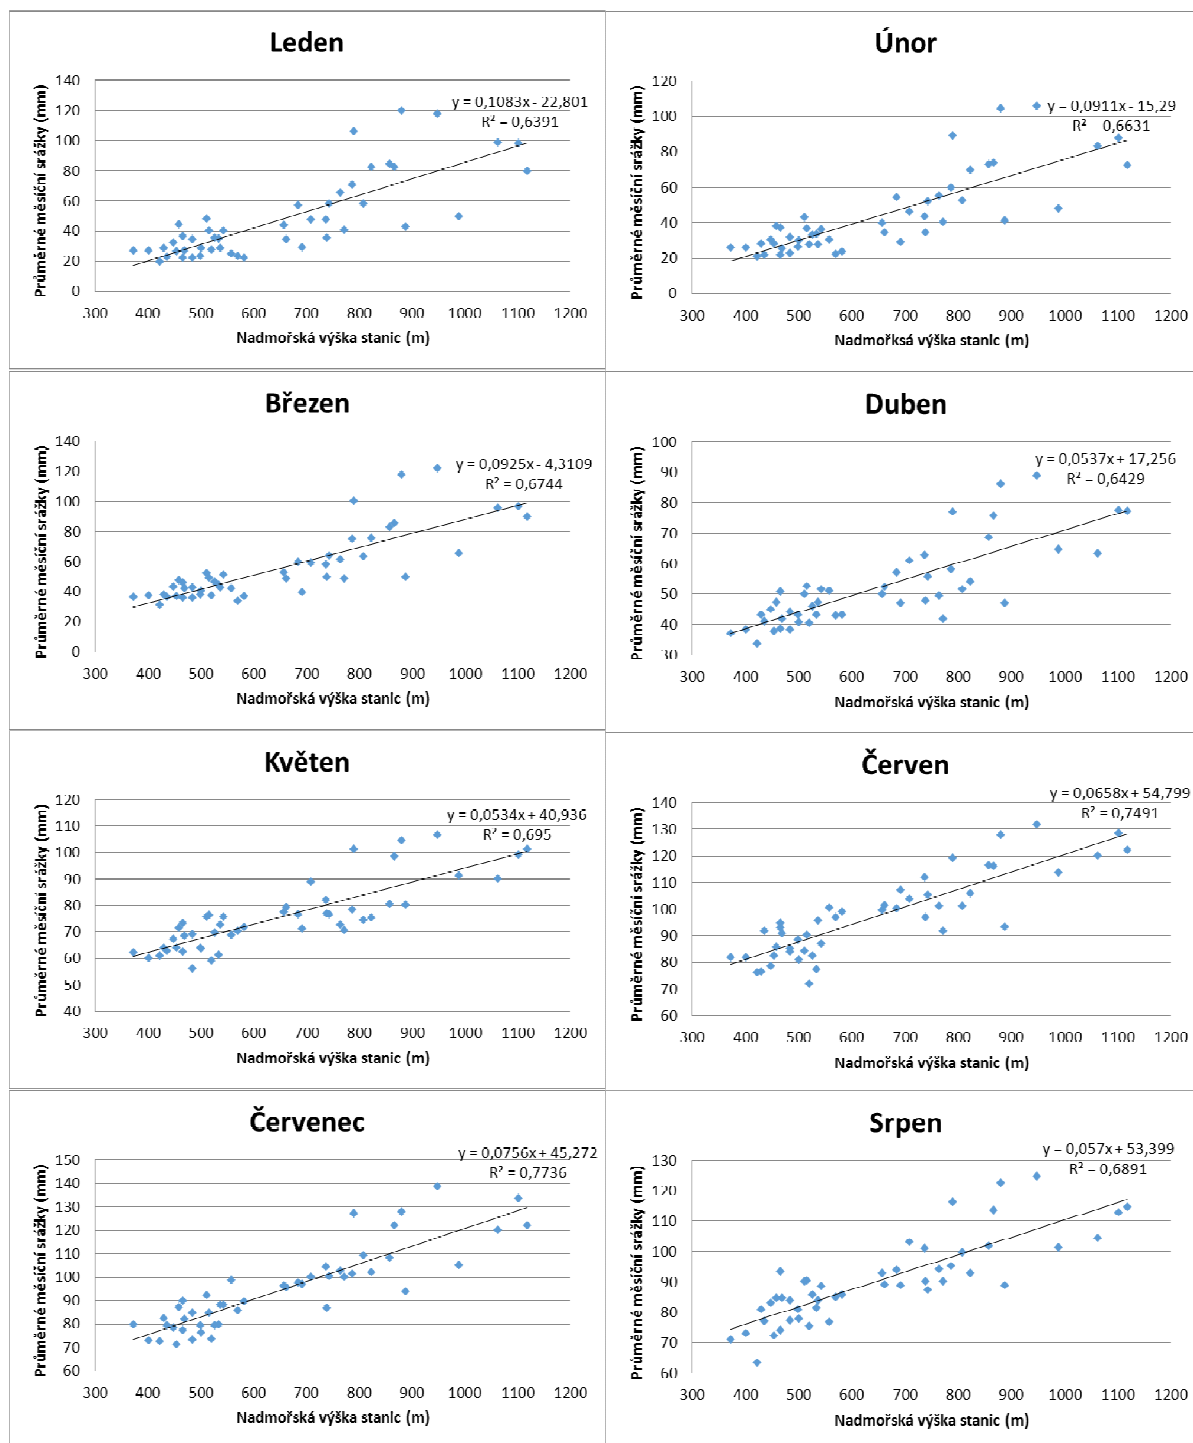 Leden
Průměrné měsíční srážky (mm)
140
120
100
80
60
40
20
0
y = 0,1083x - 22,801
R² = 0,6391
300 400 500 600 700 800 900 1000 1100 1200
Nadmořská výška stanic (m)
Únor
Průměrné měsíční srážky (mm)
120
100
80
60
40
20
0
y = 0,0911x - 15,29
R² = 0,6631
300 400 500 600 700 800 900 1000 1100 1200
Nadmořksá výška stanic (m)
Březen
Průměrné měsíční srážky (mm)
140
120
100
80
60
40
20
0
y = 0,0925x - 4,3109
R² = 0,6744
300 400 500 600 700 800 900 1000 1100 1200
Nadmořská výška stanic (m)
Duben
Průměrné měsíční srážky (mm)
100
90
80
70
60
50
40
30
y = 0,0537x + 17,256
R² = 0,6429
300 400 500 600 700 800 900 1000 1100 1200
Nadmořská výška stanic (m)
Květen
Průměrné měsíční srážky (mm)
120
110
100
90
80
70
60
50
40
y = 0,0534x + 40,936
R² = 0,695
300 400 500 600 700 800 900 1000 1100 1200
Nadmořská výška stanic (m)
Červen
Průměrné měsíční srážky (mm)
140
130
120
110
100
90
80
70
60
y = 0,0658x + 54,799
R² = 0,7491
300 400 500 600 700 800 900 1000 1100 1200
Nadmořská výška stanic (m)
Červenec
Průměrné měsíční srážky (mm)
150
140
130
120
110
100
90
80
70
60
y = 0,0756x + 45,272
R² = 0,7736
300 400 500 600 700 800 900 1000 1100 1200
Nadmořská výška stanic (m)
Srpen
Průměrné měsíční srážky (mm)
130
120
110
100
90
80
70
60
y = 0,057x + 53,399
R² = 0,6891
300 400 500 600 700 800 900 1000 1100 1200
Nadmořská výška stanic (m)